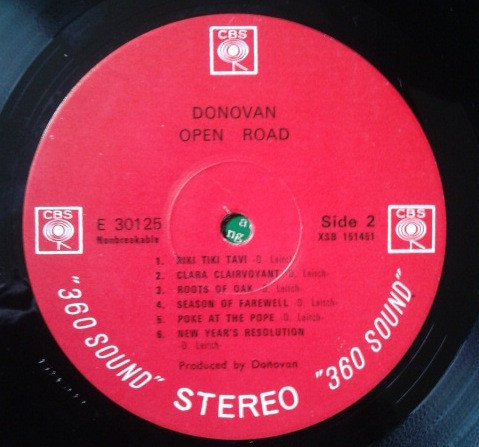 CBS
DONOVAN
OPEN ROAD
CBS
E 30125
Nonbreakable
a
ng
Side 2
XSB 151451
CBS
1. RIKI TIKI TAVI -D. Leitch-
2. CLARA CLAIRVOYANT -D. Leitch-
3. ROOTS OF OAK -D. Leitch-
4. SEASON OF FAREWELL -D. Leitch-
5. POKE AT THE POPE -D. Leitch-
6. NEW YEAR'S RESOLUTION
-D. Leitch-
Produced by Donovan
"360 SOUND" STEREO "360 SOUND"